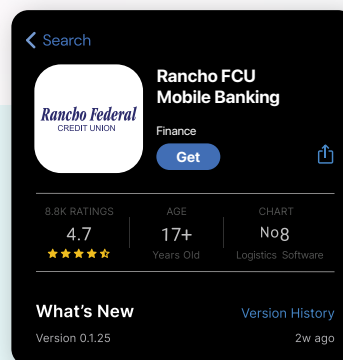 Search
Rancho Federal
CREDIT UNION
Rancho FCU
Mobile Banking
Finance
Get
8.8K RATINGS
AGE
CHART
4.7
17+
No8
Years Old
Logistics Software
What's New
Version History
Version 0.1.25
2w ago